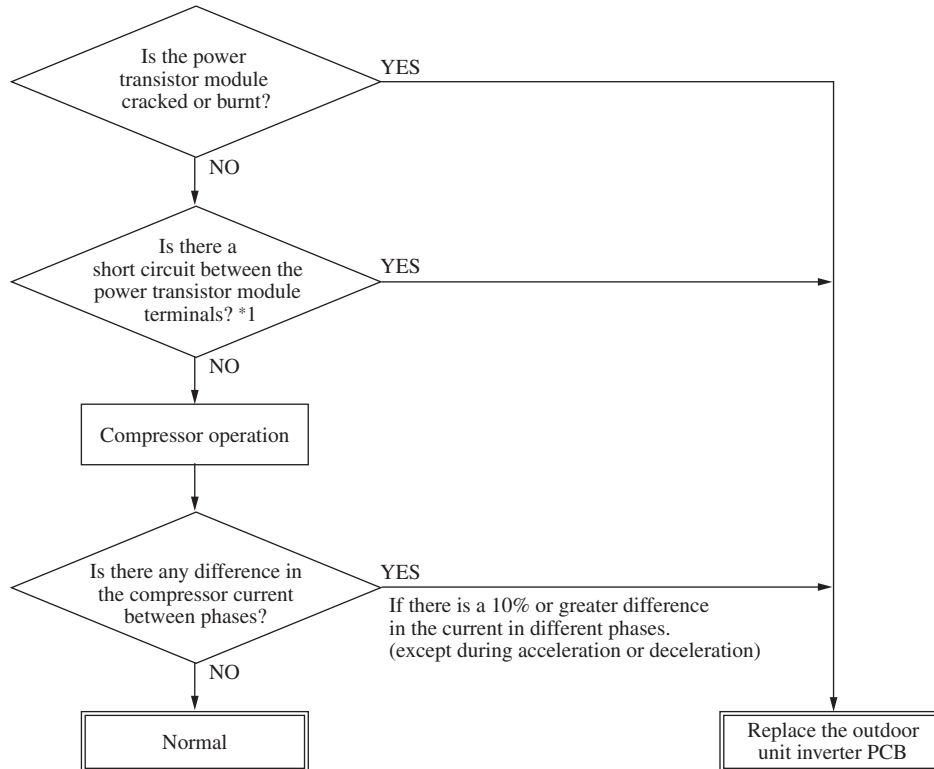 Is the power
transistor module
cracked or burnt?
YES
NO
Is there a
short circuit between the
power transistor module
terminals? *1
YES
NO
Compressor operation
Is there any difference in
the compressor current
between phases?
YES
If there is a 10% or greater difference
in the current in different phases.
(except during acceleration or deceleration)
NO
Normal
Replace the outdoor
unit inverter PCB